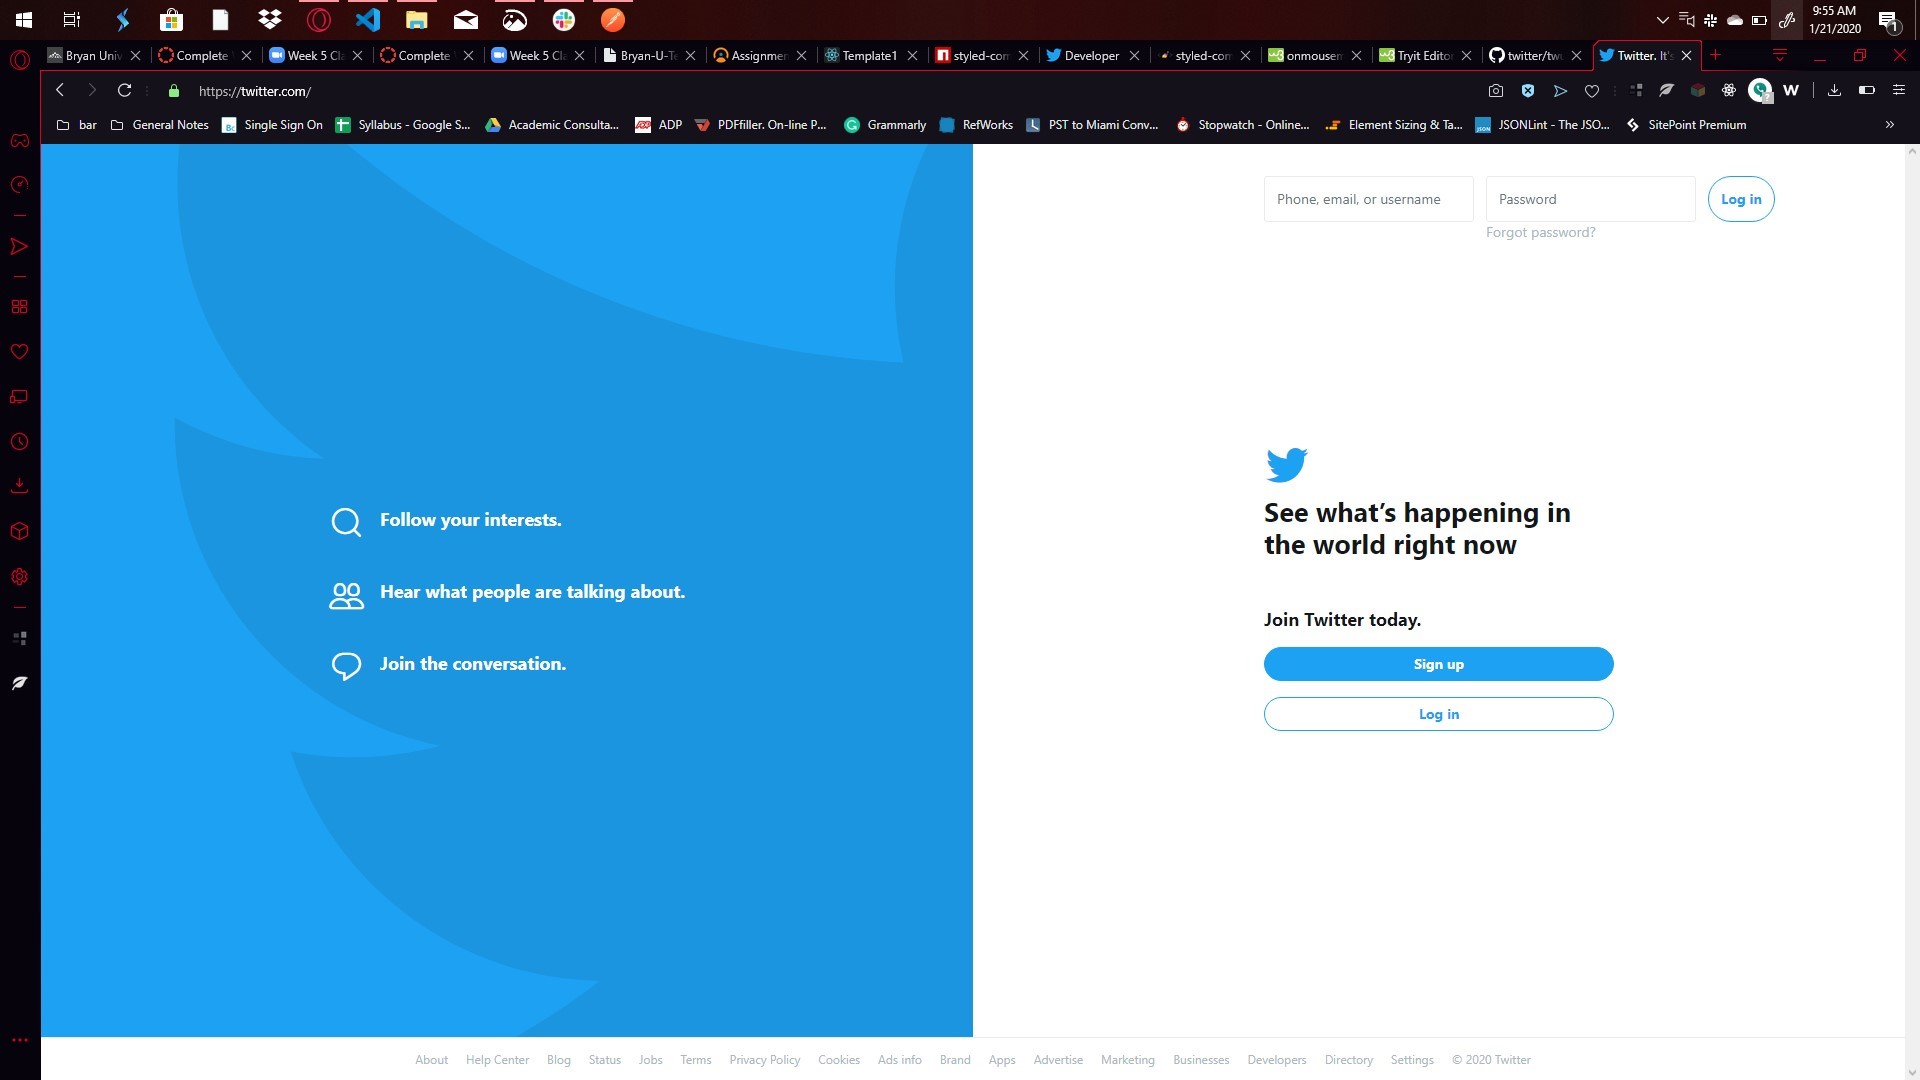 9:55 AM
1/21/2020
1
Bryan Univ
Complete
Week 5 Cl
Complete
Week 5 Cl
Bryan-U-Te
Assignmen
Template1
styled-com
Developer
styled-com
onmousem
Tryit Edito
twitter/tw
Twitter. It's
https://twitter.com/
W
bar
General Notes
Single Sign On
Syllabus - Google S...
Academic Consulta...
ADP
PDFfiller. On-line P...
Grammarly
RefWorks
PST to Miami Conv...
Stopwatch - Online...
Element Sizing & Ta...
JSONLint - The JSO...
SitePoint Premium
Phone, email, or username
Password
Log in
Forgot password?
Follow your interests.
Hear what people are talking about.
Join the conversation.
See what’s happening in
the world right now
Join Twitter today.
Sign up
Log in
About Help Center Blog Status Jobs Terms Privacy Policy Cookies Ads info Brand Apps Advertise Marketing Businesses Developers Directory Settings © 2020 Twitter